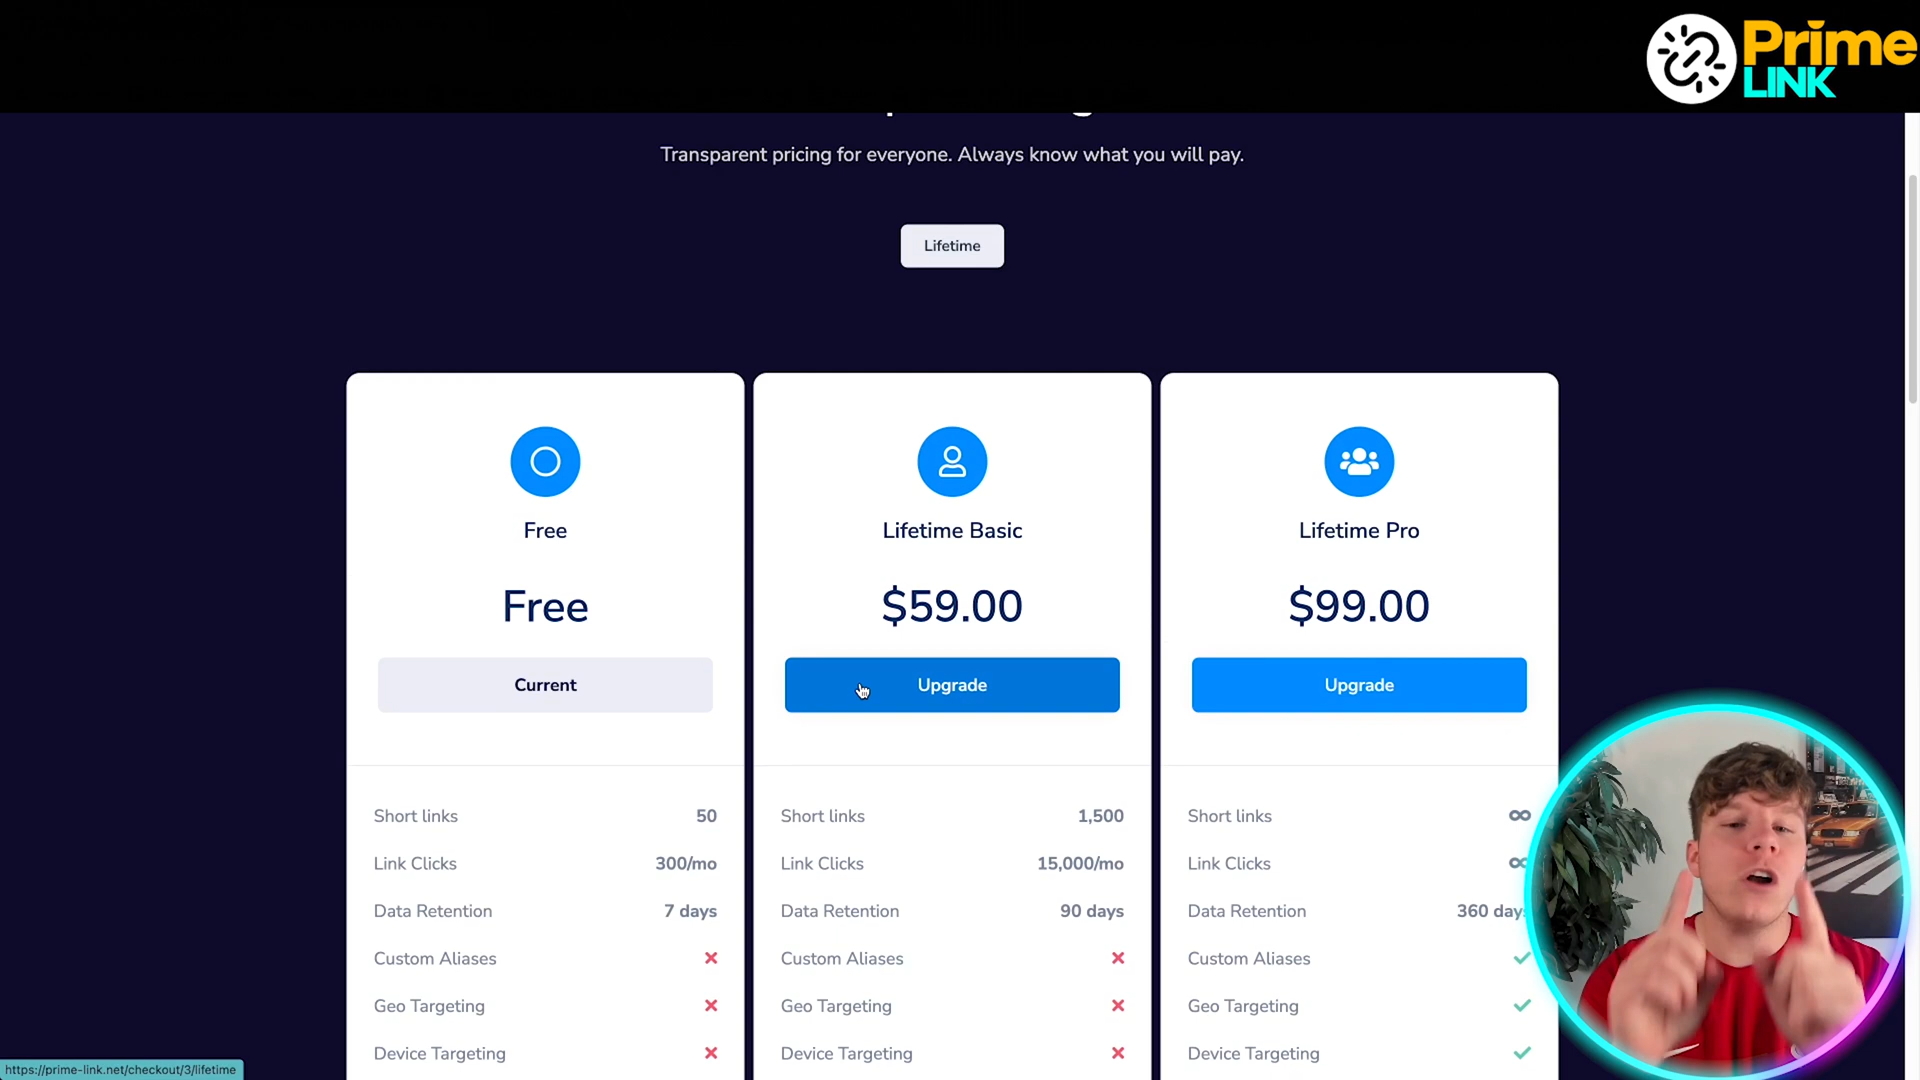 Prime
LINK
Transparent pricing for everyone. Always know what you will pay.
Lifetime
Free
Free
Current
Short links 50
Link Clicks 300/mo
Data Retention 7 days
Custom Aliases
Geo Targeting
Device Targeting
Lifetime Basic
$59.00
Upgrade
Short links 1,500
Link Clicks 15,000/mo
Data Retention 90 days
Custom Aliases
Geo Targeting
Device Targeting
Lifetime Pro
$99.00
Upgrade
Short links ∞
Link Clicks ∞
Data Retention 360 days
Custom Aliases
Geo Targeting
Device Targeting
https://prime-link.net/checkout/3/lifetime